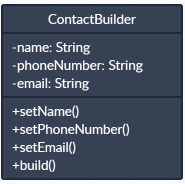 ContactBuilder
-name: String
-phoneNumber: String
-email: String
+setName()
+setPhoneNumber()
+setEmail()
+build()